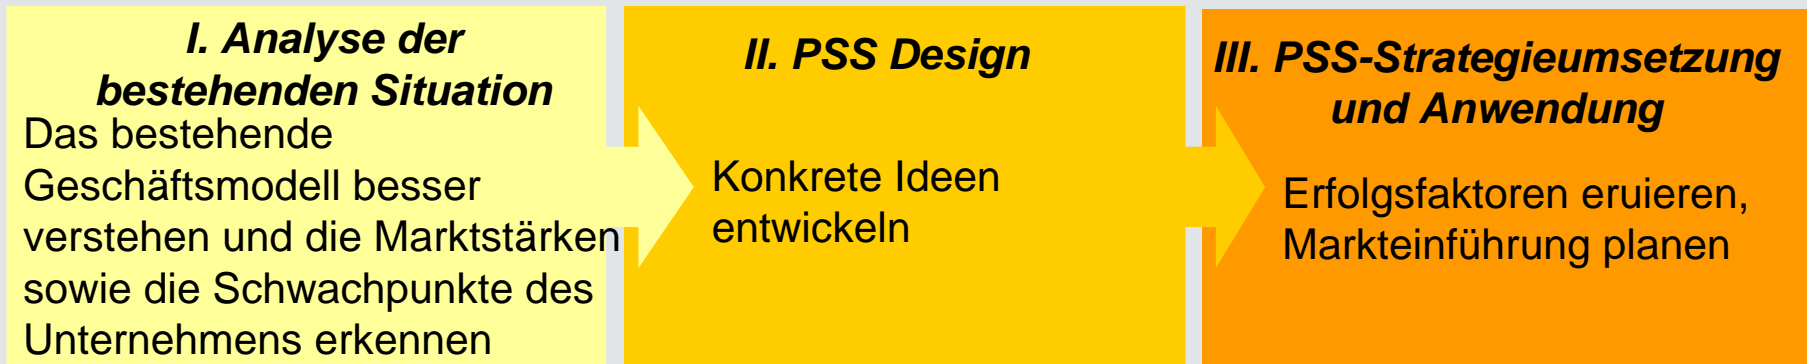 I. Analyse der
bestehenden Situation
Das bestehende
Geschäftsmodell besser
verstehen und die Marktstärken
sowie die Schwachpunkte des
Unternehmens erkennen
II. PSS Design
Konkrete Ideen
entwickeln
III. PSS-Strategieumsetzung
und Anwendung
Erfolgsfaktoren eruieren,
Markteinführung planen